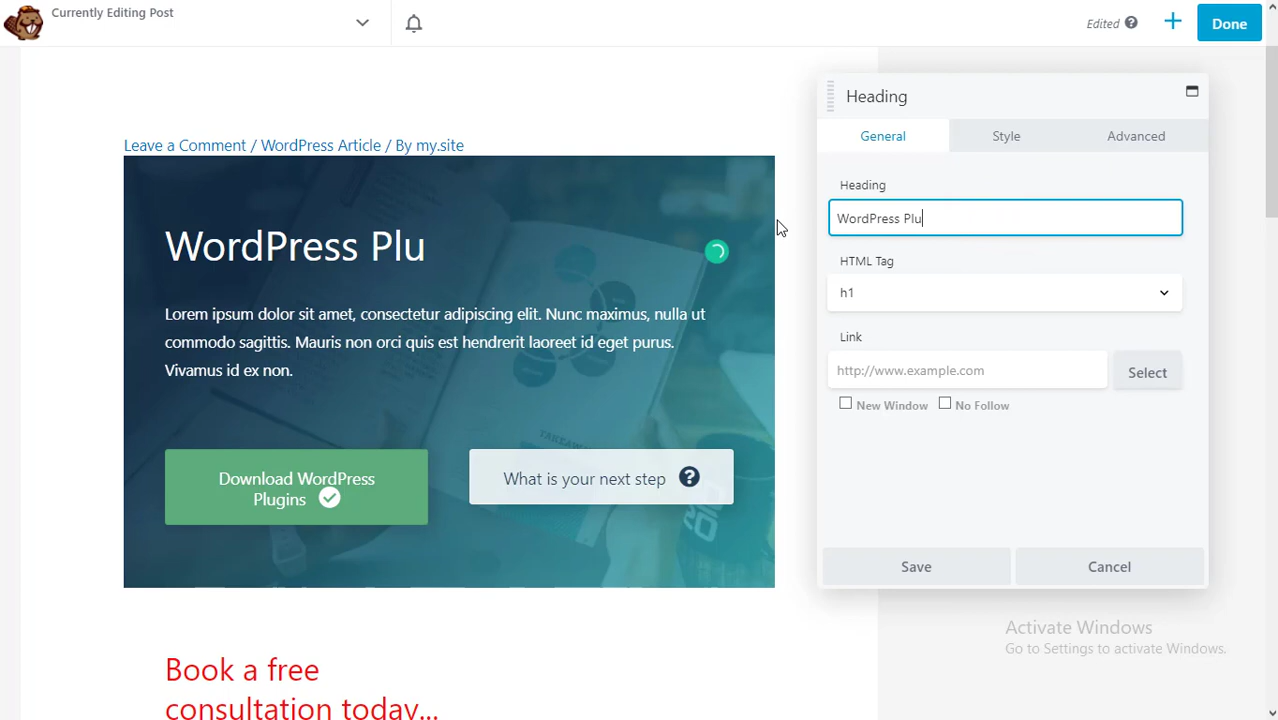 Currently Editing Post
Edited
Done
Leave a Comment / WordPress Article / By my.site
WordPress Plu
Lorem ipsum dolor sit amet, consectetur adipiscing elit. Nunc maximus, nulla ut
commodo sagittis. Mauris non orci quis est hendrerit laoreet id eget purus.
Vivamus id ex non.
Download WordPress
Plugins
What is your next step
Book a free
consultation today...
Heading
General
Style
Advanced
Heading
WordPress Plu
HTML Tag
h1
Link
http://www.example.com
Select
New Window
No Follow
Save
Cancel
Activate Windows
Go to Settings to activate Windows.